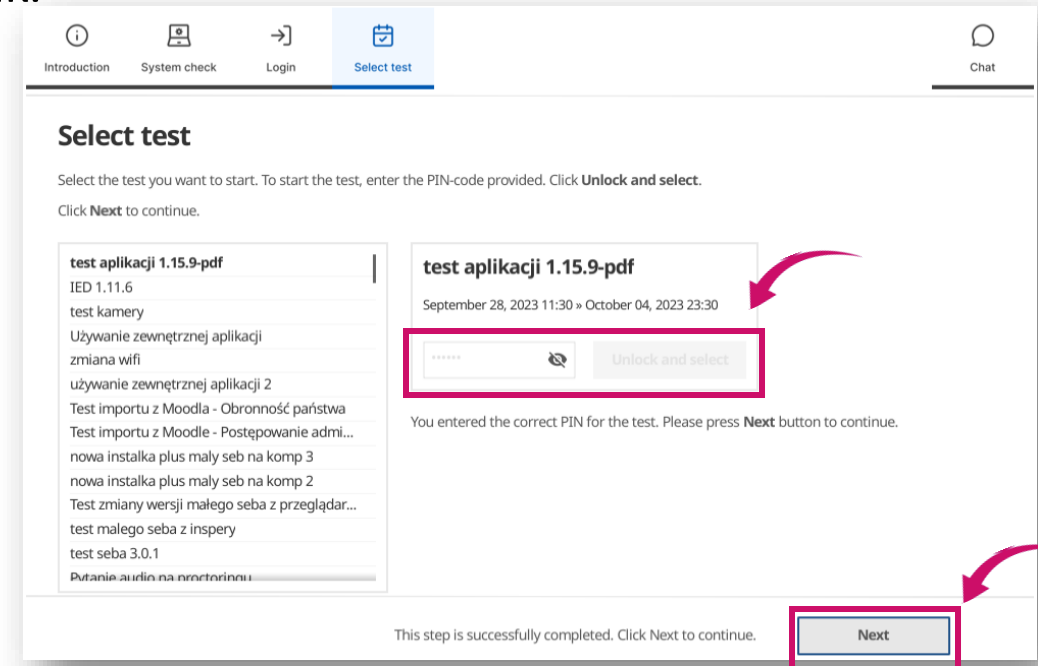 Introduction
System check
Login
Select test
Chat
Select test
Select the test you want to start. To start the test, enter the PIN-code provided. Click Unlock and select.
Click Next to continue.
test aplikacji 1.15.9-pdf
IED 1.11.6
test kamery
Używanie zewnętrznej aplikacji
zmiana wifi
używanie zewnętrznej aplikacji 2
Test importu z Moodla - Obronność państwa
Test importu z Moodle - Postępowanie admi...
nowa instalka plus maly seb na komp 3
nowa instalka plus maly seb na komp 2
Test zmiany wersji małego seba z przeglądar...
test malego seba z inspery
test seba 3.0.1
Pytanie audio na proctoringu
test aplikacji 1.15.9-pdf
September 28, 2023 11:30 » October 04, 2023 23:30
Unlock and select
You entered the correct PIN for the test. Please press Next button to continue.
This step is successfully completed. Click Next to continue.
Next